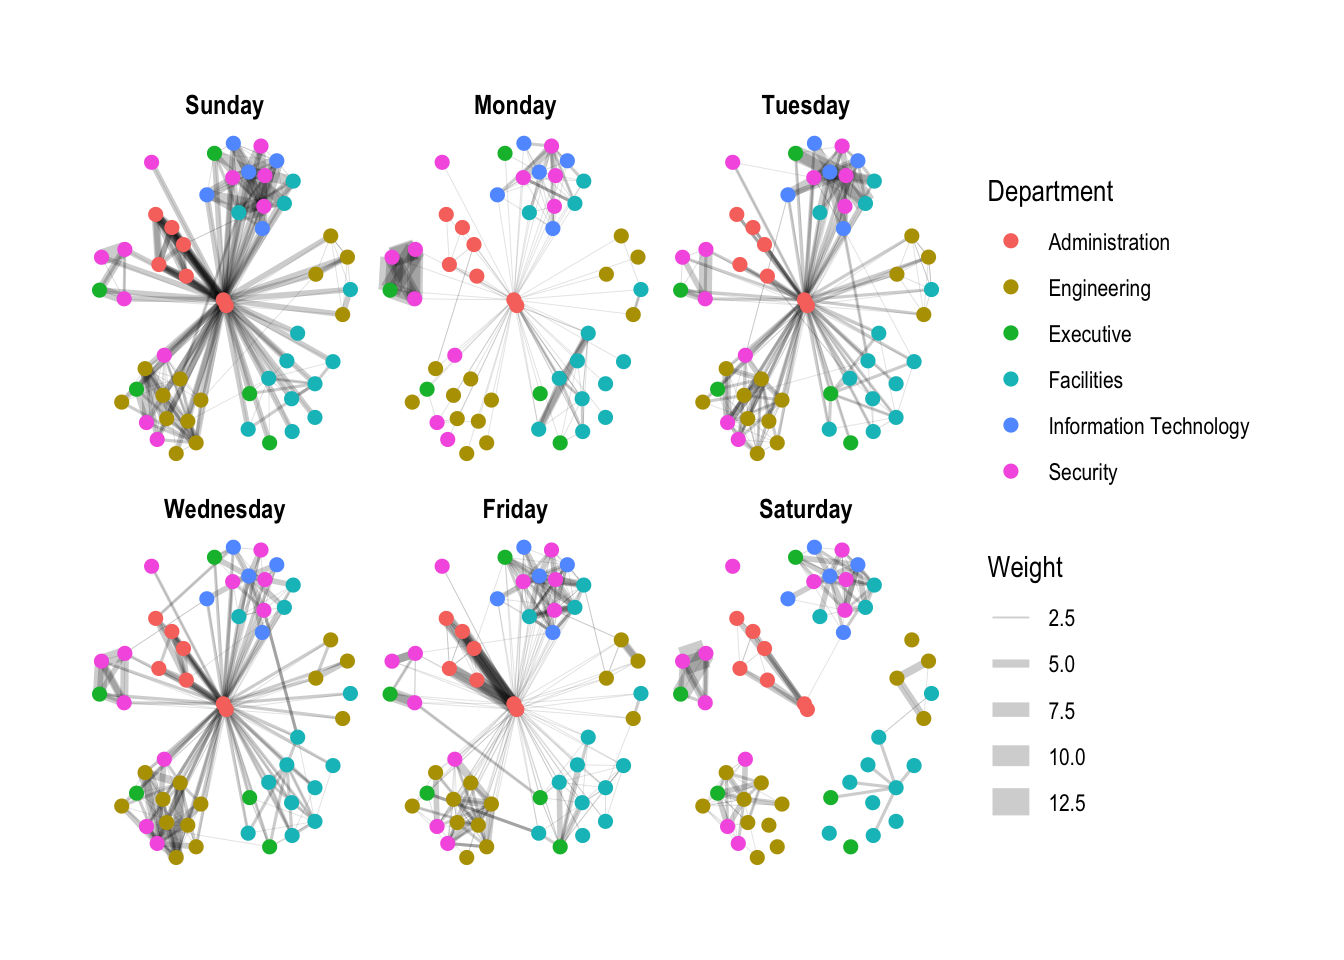 Sunday
Monday
Tuesday
Wednesday
Friday
Saturday
Department
Administration
Engineering
Executive
Facilities
Information Technology
Security
Weight
2.5
5.0
7.5
10.0
12.5